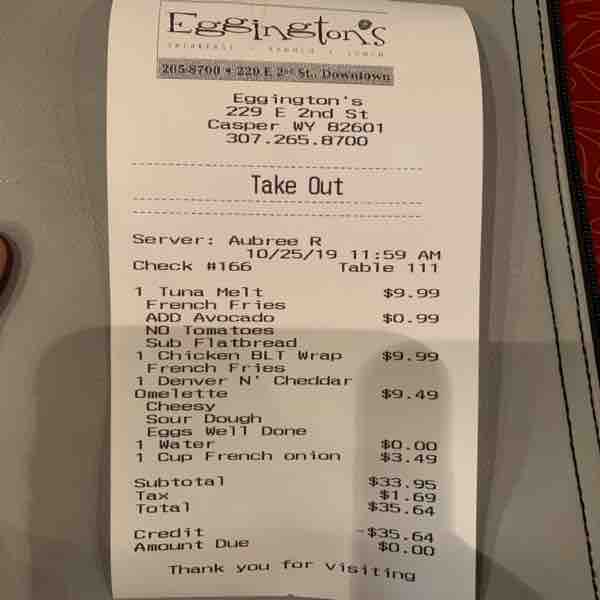 Eggington's
BREAKFAST - BRUNCH - LUNCH
265-8700 • 229 E 2nd St., Downtown
Eggington's
229 E 2nd St
Casper WY 82601
307.265.8700
Take Out
Server: Aubree R
10/25/19 11:59 AM
Check #166 Table 111
1 Tuna Melt $9.99
French Fries
ADD Avocado $0.99
NO Tomatoes
Sub Flatbread
1 Chicken BLT Wrap $9.99
French Fries
1 Denver N' Cheddar
Omelette $9.49
Cheesy
Sour Dough
Eggs Well Done
1 Water $0.00
1 Cup French onion $3.49
Subtotal $33.95
Tax $1.69
Total $35.64
Credit -$35.64
Amount Due $0.00
Thank you for visiting